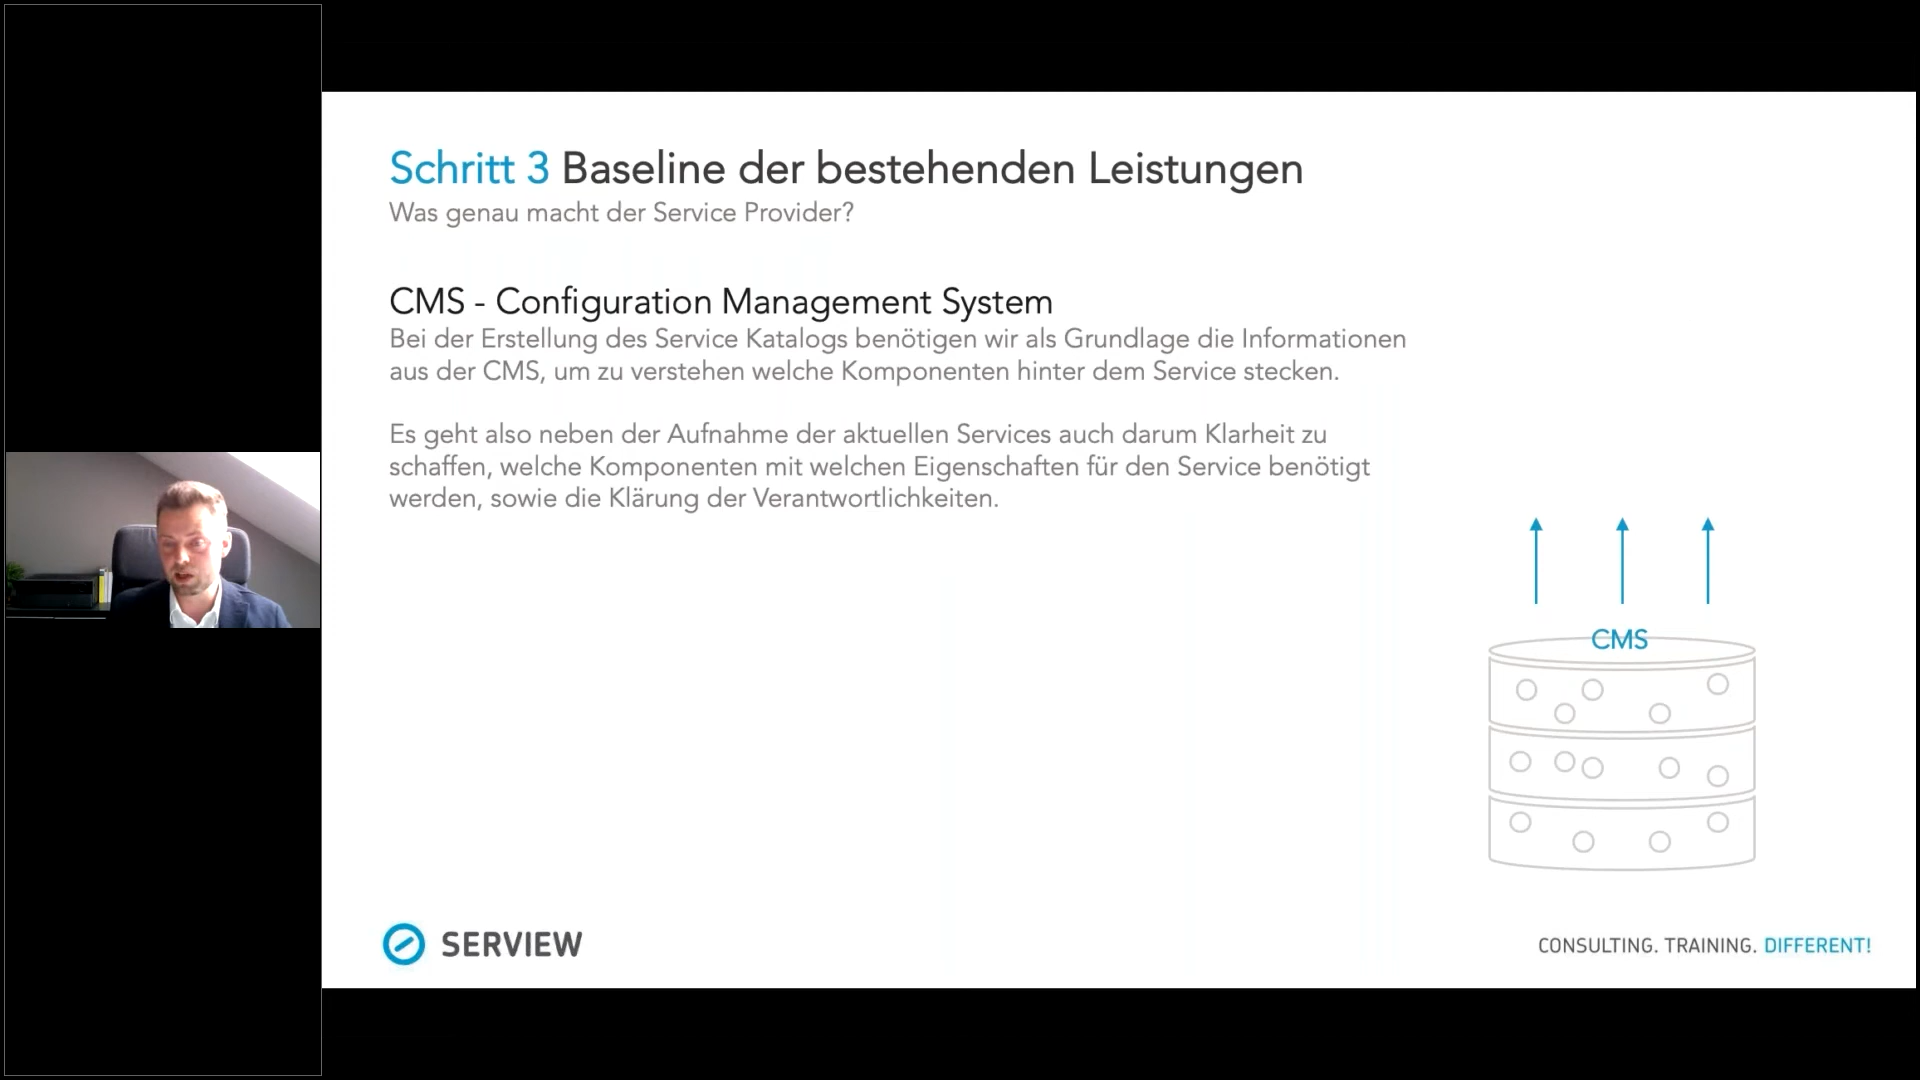 Schritt 3 Baseline der bestehenden Leistungen
Was genau macht der Service Provider?
CMS - Configuration Management System
Bei der Erstellung des Service Katalogs benötigen wir als Grundlage die Informationen
aus der CMS, um zu verstehen welche Komponenten hinter dem Service stecken.
Es geht also neben der Aufnahme der aktuellen Services auch darum Klarheit zu
schaffen, welche Komponenten mit welchen Eigenschaften für den Service benötigt
werden, sowie die Klärung der Verantwortlichkeiten.
CMS
SERVIEW
CONSULTING. TRAINING. DIFFERENT!